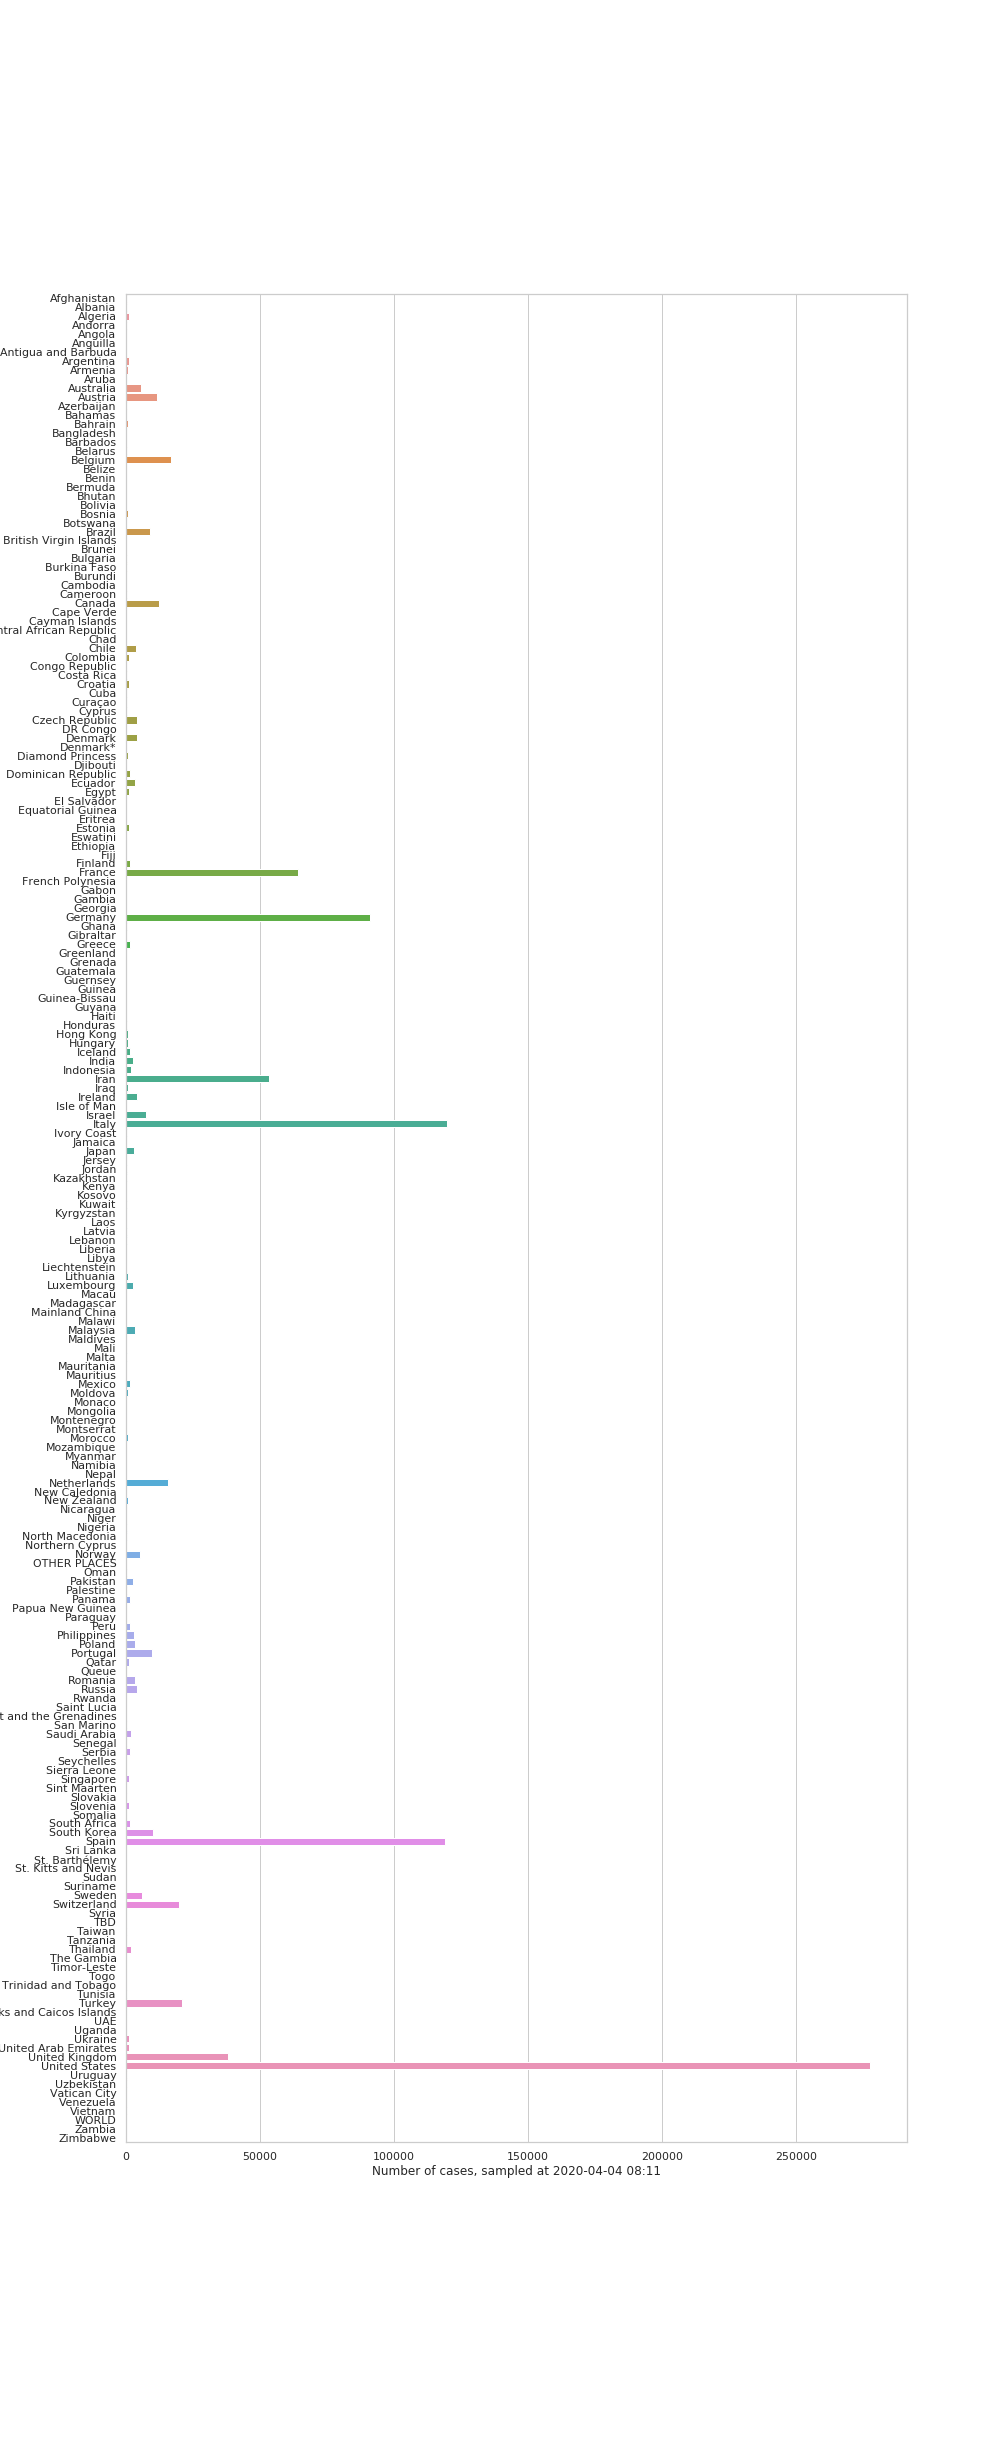 Afghanistan
Albania
Algeria
Andorra
Angola
Anguilla
Antigua and Barbuda
Argentina
Armenia
Aruba
Australia
Austria
Azerbaijan
Bahamas
Bahrain
Bangladesh
Barbados
Belarus
Belgium
Belize
Benin
Bermuda
Bhutan
Bolivia
Bosnia
Botswana
Brazil
British Virgin Islands
Brunei
Bulgaria
Burkina Faso
Burundi
Cambodia
Cameroon
Canada
Cape Verde
Cayman Islands
ntral African Republic
Chad
Chile
Colombia
Congo Republic
Costa Rica
Croatia
Cuba
Curaçao
Cyprus
Czech Republic
DR Congo
Denmark
Denmark*
Diamond Princess
Djibouti
Dominican Republic
Ecuador
Egypt
El Salvador
Equatorial Guinea
Eritrea
Estonia
Eswatini
Ethiopia
Fiji
Finland
France
French Polynesia
Gabon
Gambia
Georgia
Germany
Ghana
Gibraltar
Greece
Greenland
Grenada
Guatemala
Guernsey
Guinea
Guinea-Bissau
Guyana
Haiti
Honduras
Hong Kong
Hungary
Iceland
India
Indonesia
Iran
Iraq
Ireland
Isle of Man
Israel
Italy
Ivory Coast
Jamaica
Japan
Jersey
Jordan
Kazakhstan
Kenya
Kosovo
Kuwait
Kyrgyzstan
Laos
Latvia
Lebanon
Liberia
Libya
Liechtenstein
Lithuania
Luxembourg
Macau
Madagascar
Mainland China
Malawi
Malaysia
Maldives
Mali
Malta
Mauritania
Mauritius
Mexico
Moldova
Monaco
Mongolia
Montenegro
Montserrat
Morocco
Mozambique
Myanmar
Namibia
Nepal
Netherlands
New Caledonia
New Zealand
Nicaragua
Niger
Nigeria
North Macedonia
Northern Cyprus
Norway
OTHER PLACES
Oman
Pakistan
Palestine
Panama
Papua New Guinea
Paraguay
Peru
Philippines
Poland
Portugal
Qatar
Queue
Romania
Russia
Rwanda
Saint Lucia
t and the Grenadines
San Marino
Saudi Arabia
Senegal
Serbia
Seychelles
Sierra Leone
Singapore
Sint Maarten
Slovakia
Slovenia
Somalia
South Africa
South Korea
Spain
Sri Lanka
St. Barthélemy
St. Kitts and Nevis
Sudan
Suriname
Sweden
Switzerland
Syria
TBD
Taiwan
Tanzania
Thailand
The Gambia
Timor-Leste
Togo
Trinidad and Tobago
Tunisia
Turkey
ks and Caicos Islands
UAE
Uganda
Ukraine
United Arab Emirates
United Kingdom
United States
Uruguay
Uzbekistan
Vatican City
Venezuela
Vietnam
WORLD
Zambia
Zimbabwe
0 50000 100000 150000 200000 250000
Number of cases, sampled at 2020-04-04 08:11